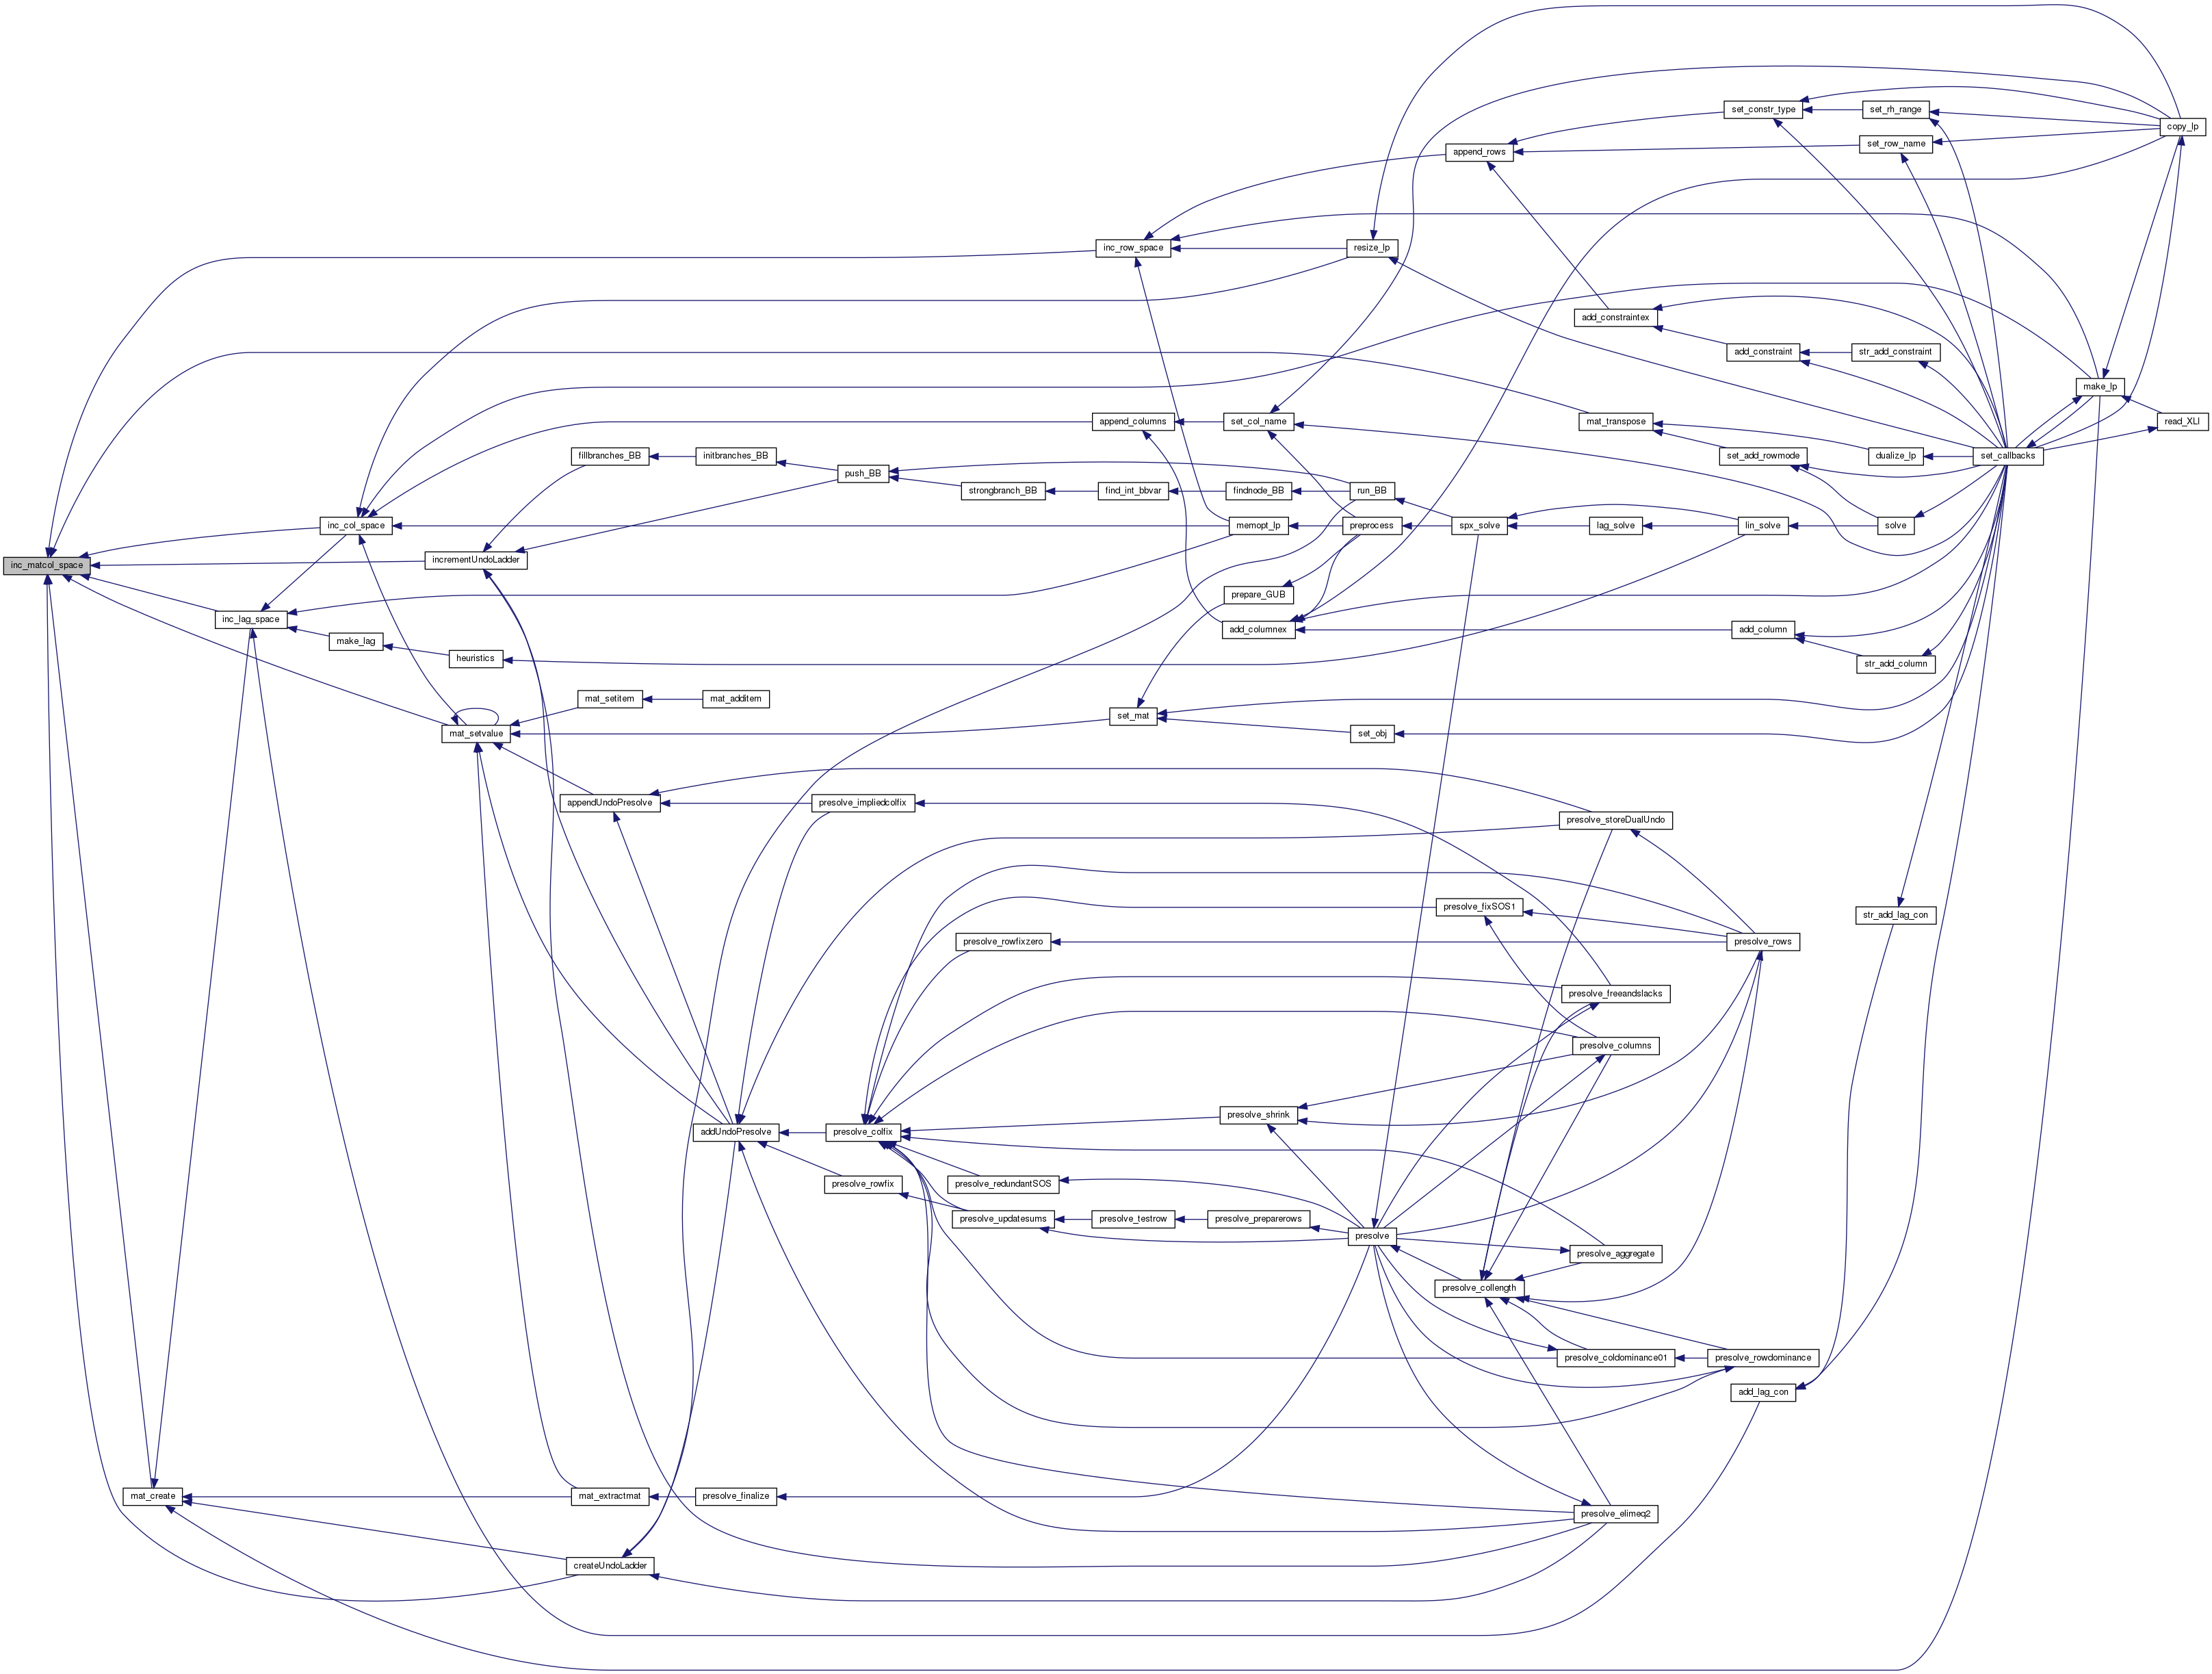 set_constr_type
set_rh_range
copy_lp
set_row_name
append_rows
inc_row_space
resize_lp
add_constraintex
add_constraint
str_add_constraint
make_lp
append_columns
set_col_name
mat_transpose
read_XLI
fillbranches_BB
initbranches_BB
set_add_rowmode
dualize_lp
set_callbacks
push_BB
strongbranch_BB
find_int_bbvar
findnode_BB
run_BB
inc_col_space
memopt_lp
preprocess
spx_solve
lag_solve
lin_solve
solve
inc_matcol_space
incrementUndoLadder
prepare_GUB
inc_lag_space
add_columnex
add_column
make_lag
heuristics
str_add_column
mat_setitem
mat_additem
set_mat
mat_setvalue
set_obj
appendUndoPresolve
presolve_impliedcolfix
presolve_storeDualUndo
presolve_fixSOS1
str_add_lag_con
presolve_rowfixzero
presolve_rows
presolve_freeandslacks
presolve_columns
presolve_shrink
addUndoPresolve
presolve_colfix
presolve_rowfix
presolve_redundantSOS
presolve_updatesums
presolve_testrow
presolve_preparerows
presolve
presolve_aggregate
presolve_collength
presolve_coldominance01
presolve_rowdominance
add_lag_con
mat_create
mat_extractmat
presolve_finalize
presolve_elimeq2
createUndoLadder